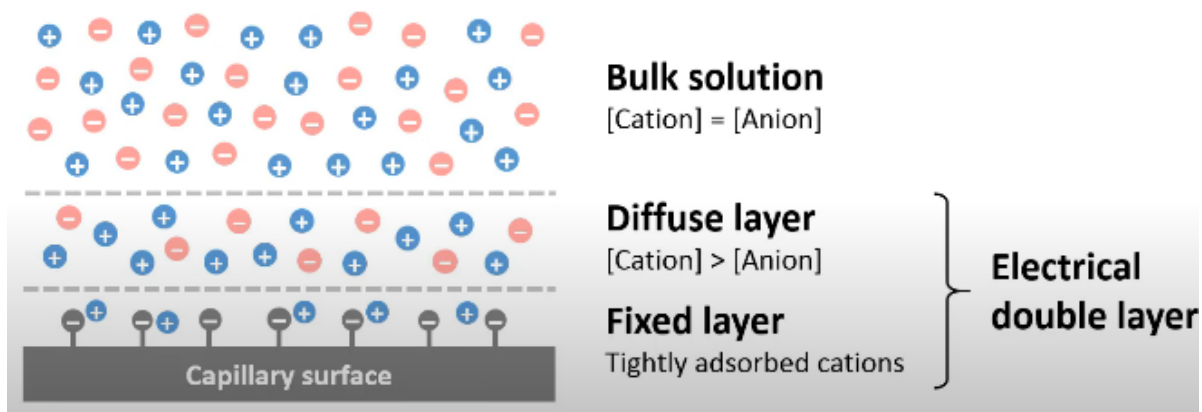 Bulk solution
[Cation] = [Anion]
Diffuse layer
[Cation] > [Anion]
Fixed layer
Tightly adsorbed cations
Electrical
double layer
Capillary surface